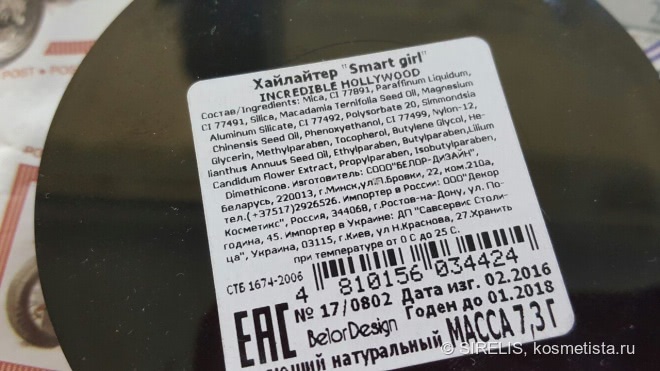 POST • POST
Хайлайтер "Smart girl"
INCREDIBLE HOLLYWOOD
Состав/Ingredients: Mica, CI 77891, Paraffinum Liquidum,
CI 77491, Silica, Macadamia Ternifolia Seed Oil, Magnesium
Aluminum Silicate, CI 77492, Polysorbate 20, Simmondsia
Chinensis Seed Oil, Phenoxyethanol, CI 77499, Nylon-12,
Glycerin, Methylparaben, Tocopherol, Butylene Glycol, He-
lianthus Annuus Seed Oil, Ethylparaben, Butylparaben,Lilium
Candidum Flower Extract, Propylparaben, Isobutylparaben,
Dimethicone. Изготовитель: СООО"БЕЛОР-ДИЗАЙН",
Беларусь, 220013, г.Минск,ул.П.Бровки, 22, ком.210а,
тел.(+37517)2926526. Импортер в России: ООО"Декор
Косметикс", Россия, 344068, г.Ростов-на-Дону, ул. По-
година, 45. Импортер в Украине: ДП "Савсервис Столи-
ца", Украина, 03115, г.Киев, ул Н.Краснова, 27.Хранить
при температуре от 0 С до 25 С.
СТБ 1674-2006
4 810156 034424
EAC № 17/0802 Дата изг. 02.2016
BelorDesign Годен до 01.2018
натуральный МАССА 7,3 Г
© SIRELIS, kosmetista.ru